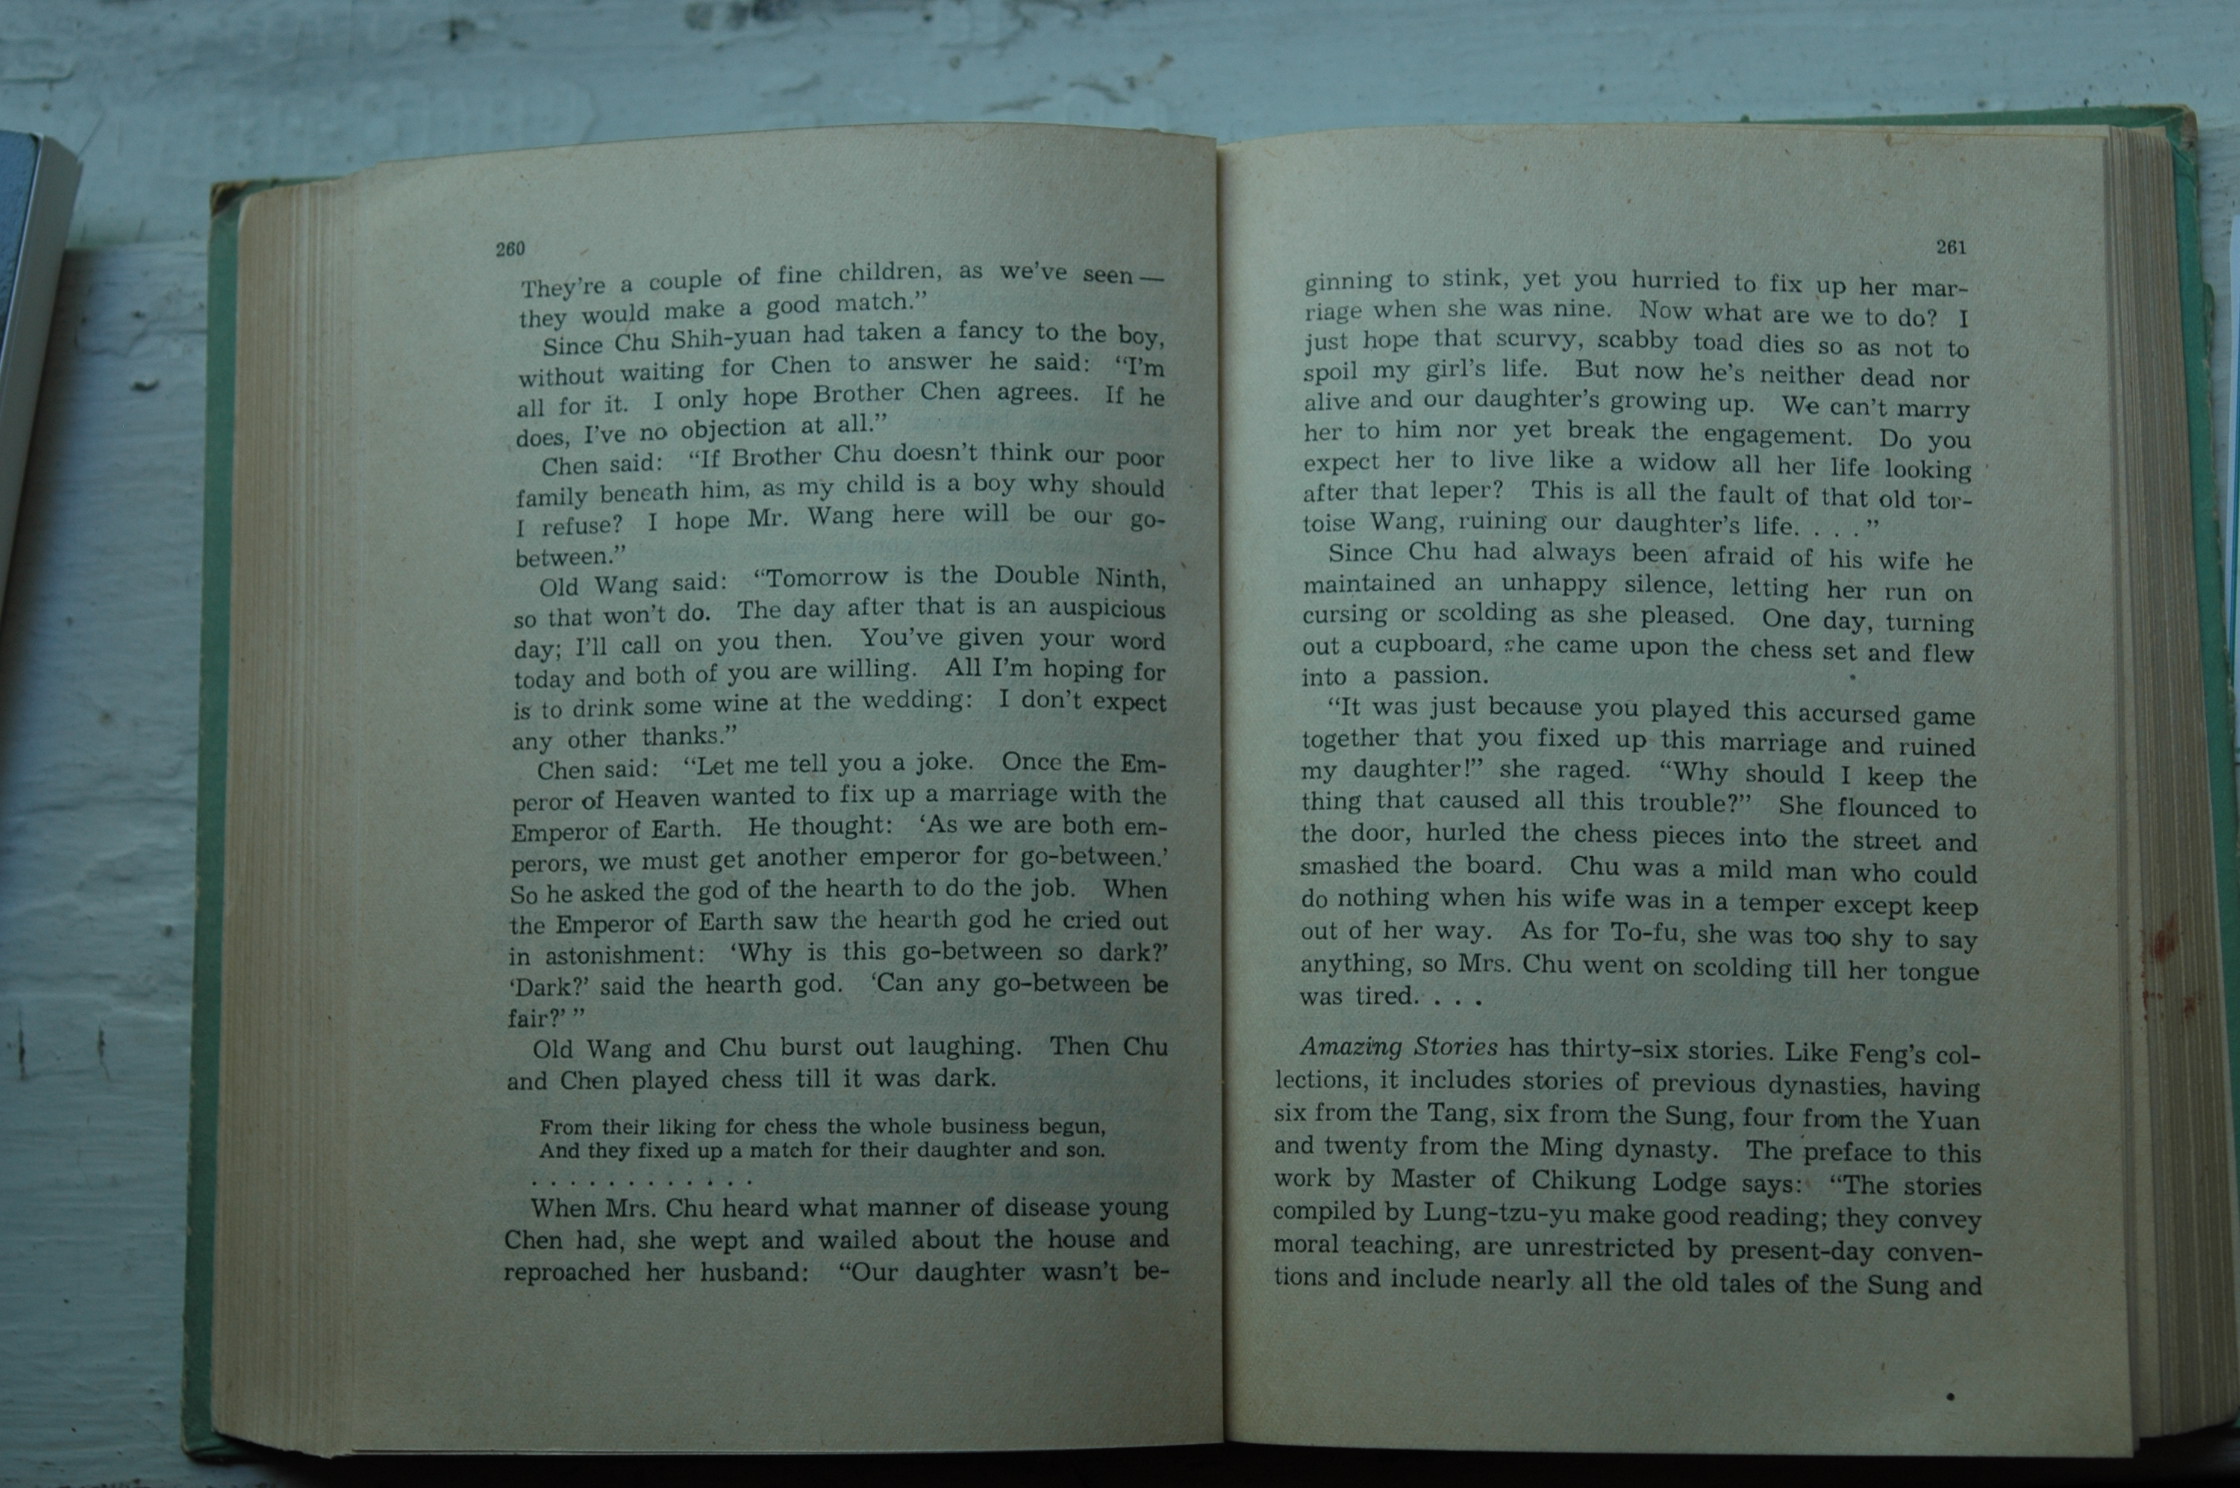 260
They're a couple of fine children, as we've seen —
they would make a good match.”
Since Chu Shih-yuan had taken a fancy to the boy,
without waiting for Chen to answer he said: “I'm
all for it. I only hope Brother Chen agrees. If he
does, I've no objection at all.”
Chen said: “If Brother Chu doesn't think our poor
family beneath him, as my child is a boy why should
I refuse? I hope Mr. Wang here will be our go-
between.”
Old Wang said: “Tomorrow is the Double Ninth,
so that won't do. The day after that is an auspicious
day; I'll call on you then. You've given your word
today and both of you are willing. All I'm hoping for
is to drink some wine at the wedding: I don't expect
any other thanks.”
Chen said: “Let me tell you a joke. Once the Em-
peror of Heaven wanted to fix up a marriage with the
Emperor of Earth. He thought: ‘As we are both em-
perors, we must get another emperor for go-between.’
So he asked the god of the hearth to do the job. When
the Emperor of Earth saw the hearth god he cried out
in astonishment: ‘Why is this go-between so dark?’
‘Dark?’ said the hearth god. ‘Can any go-between be
fair?’ ”
Old Wang and Chu burst out laughing. Then Chu
and Chen played chess till it was dark.
From their liking for chess the whole business begun,
And they fixed up a match for their daughter and son.
. . . . . . . . . . . .
When Mrs. Chu heard what manner of disease young
Chen had, she wept and wailed about the house and
reproached her husband: “Our daughter wasn't be-
261
ginning to stink, yet you hurried to fix up her mar-
riage when she was nine. Now what are we to do? I
just hope that scurvy, scabby toad dies so as not to
spoil my girl's life. But now he's neither dead nor
alive and our daughter's growing up. We can't marry
her to him nor yet break the engagement. Do you
expect her to live like a widow all her life looking
after that leper? This is all the fault of that old tor-
toise Wang, ruining our daughter's life. . . .”
Since Chu had always been afraid of his wife he
maintained an unhappy silence, letting her run on
cursing or scolding as she pleased. One day, turning
out a cupboard, she came upon the chess set and flew
into a passion.
“It was just because you played this accursed game
together that you fixed up this marriage and ruined
my daughter!” she raged. “Why should I keep the
thing that caused all this trouble?” She flounced to
the door, hurled the chess pieces into the street and
smashed the board. Chu was a mild man who could
do nothing when his wife was in a temper except keep
out of her way. As for To-fu, she was too shy to say
anything, so Mrs. Chu went on scolding till her tongue
was tired. . . .
Amazing Stories has thirty-six stories. Like Feng's col-
lections, it includes stories of previous dynasties, having
six from the Tang, six from the Sung, four from the Yuan
and twenty from the Ming dynasty. The preface to this
work by Master of Chikung Lodge says: “The stories
compiled by Lung-tzu-yu make good reading; they convey
moral teaching, are unrestricted by present-day conven-
tions and include nearly all the old tales of the Sung and